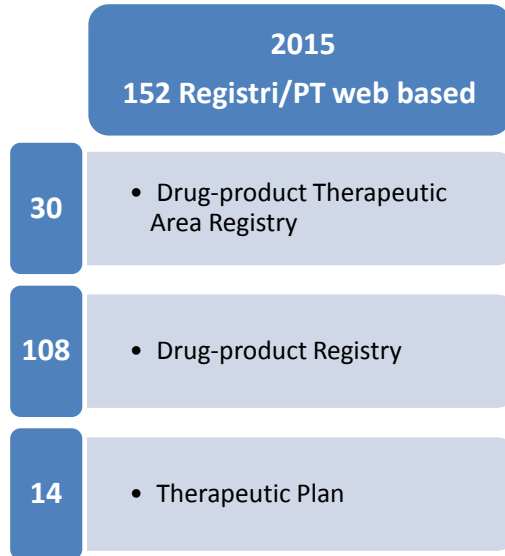 2015
152 Registri/PT web based
30
• Drug-product Therapeutic
Area Registry
108
• Drug-product Registry
14
• Therapeutic Plan